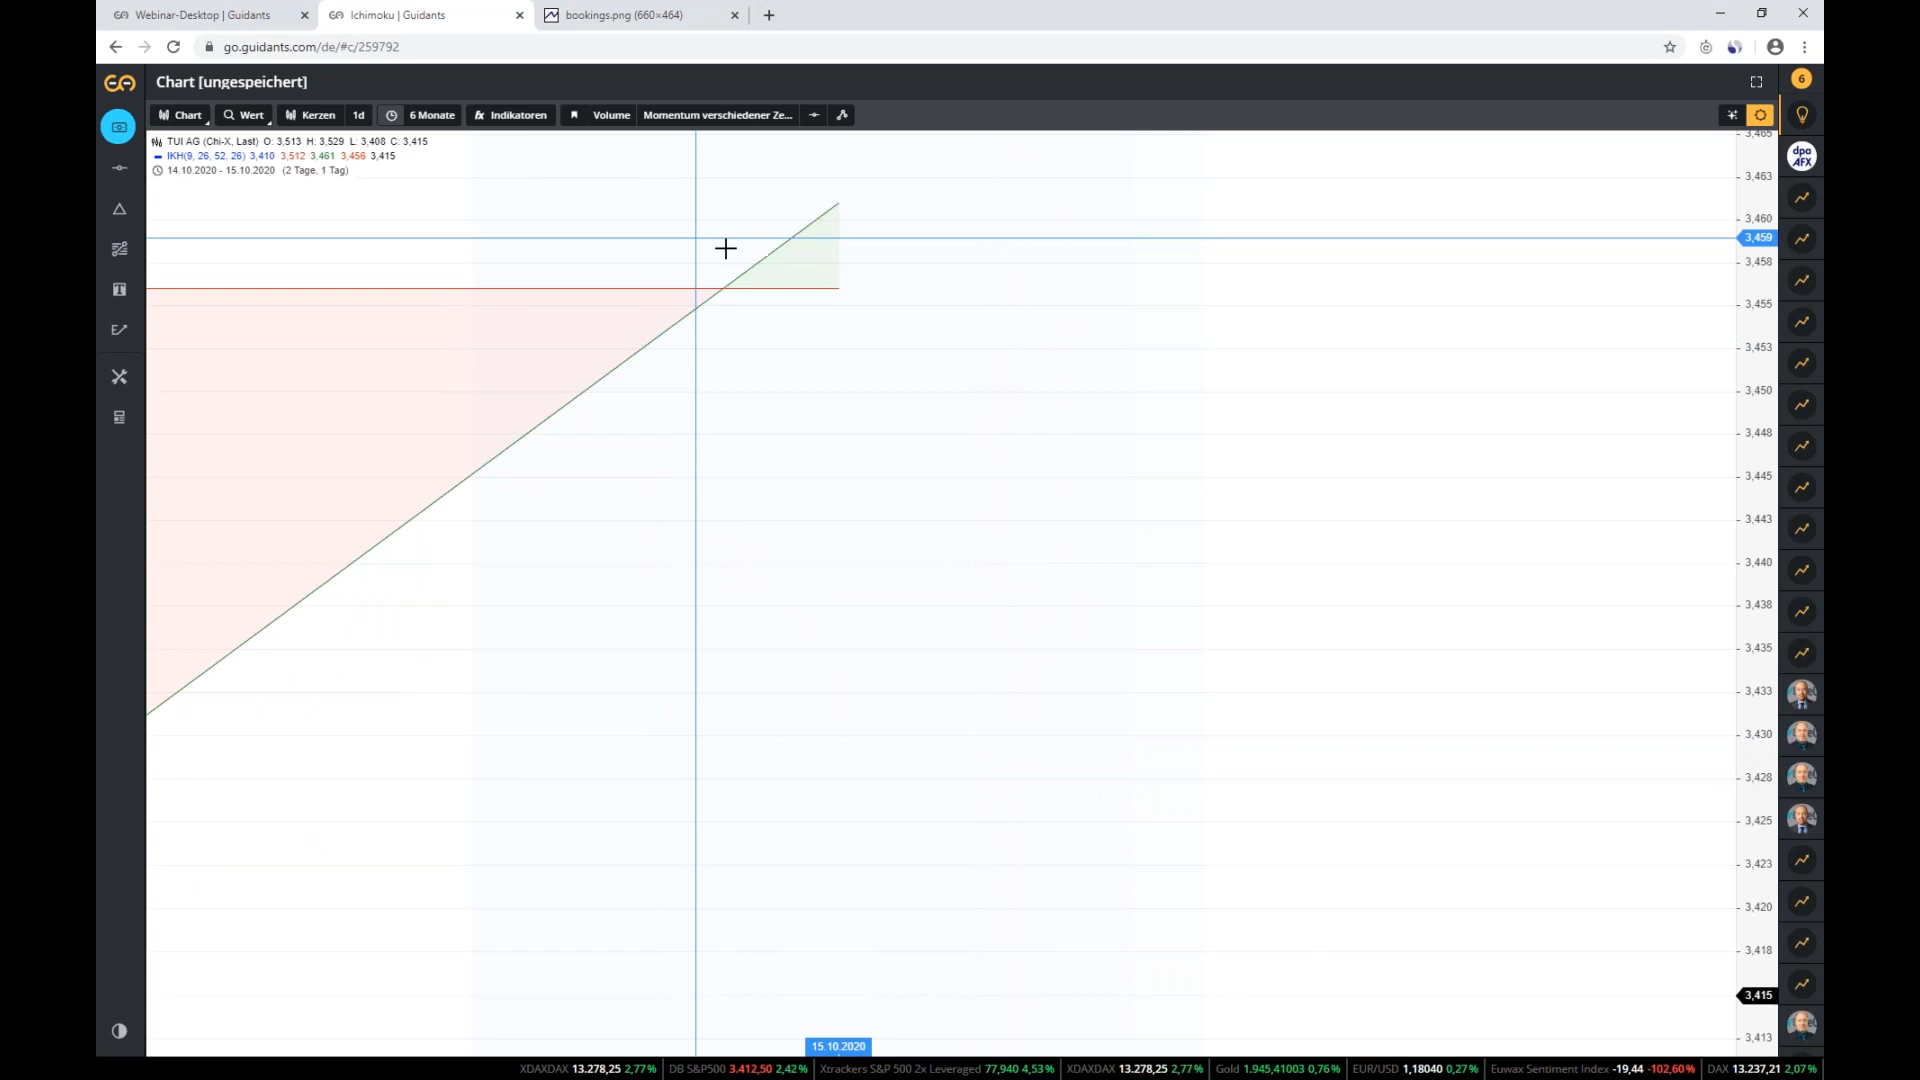 Webinar-Desktop | Guidants
Ichimoku | Guidants
bookings.png (660×464)
go.guidants.com/de/#c/259792
Chart [ungespeichert]
6
Chart
Wert
Kerzen
1d
6 Monate
fx Indikatoren
Volume
Momentum verschiedener Ze...
TUI AG (Chi-X, Last) O: 3,513 H: 3,529 L: 3,408 C: 3,415
IKH(9, 26, 52, 26) 3,410 3,512 3,461 3,456 3,415
14.10.2020 - 15.10.2020 (2 Tage, 1 Tag)
dpa
AFX
3,465
3,463
3,460
3,459
3,458
3,455
3,453
3,450
3,448
3,445
3,443
3,440
3,438
3,435
3,433
3,430
3,428
3,425
3,423
3,420
3,418
3,415
3,413
15.10.2020
XDAXDAX 13.278,25 2,77%
DB S&P500 3.412,50 2,42%
Xtrackers S&P 500 2x Leveraged 77,940 4,53%
XDAXDAX 13.278,25 2,77%
Gold 1.945,41003 0,76%
EUR/USD 1,18040 0,27%
Euwax Sentiment Index -19,44 -102,60%
DAX 13.237,21 2,07%